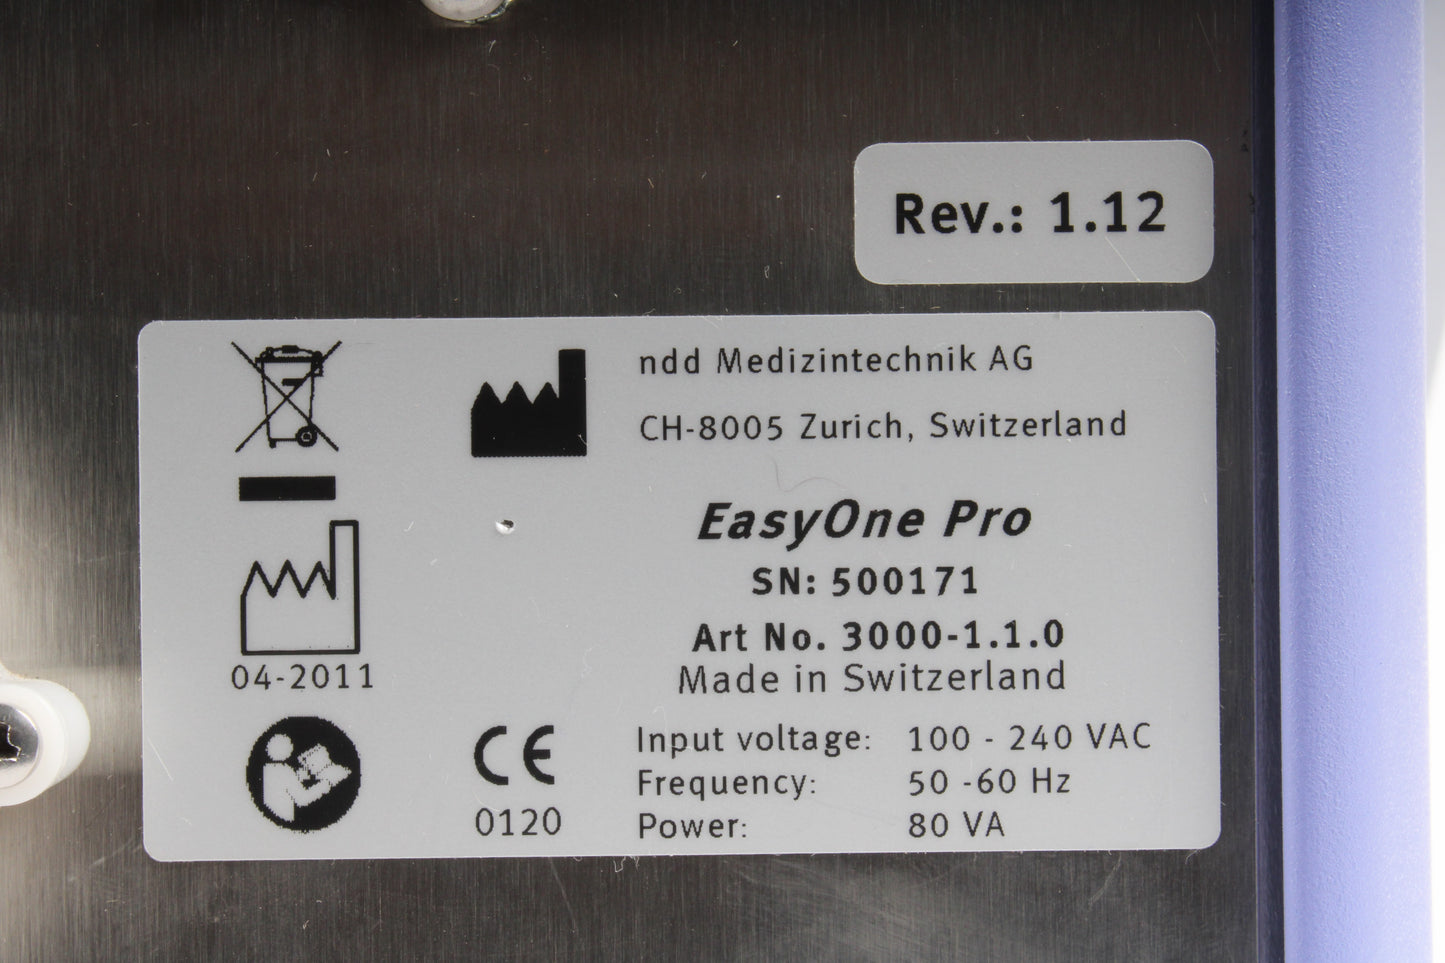 Rev.: 1.12
ndd Medizintechnik AG
CH-8005 Zurich, Switzerland
EasyOne Pro
SN: 500171
Art No. 3000-1.1.0
Made in Switzerland
04-2011
CE
0120
Input voltage: 100 - 240 VAC
Frequency: 50 -60 Hz
Power: 80 VA